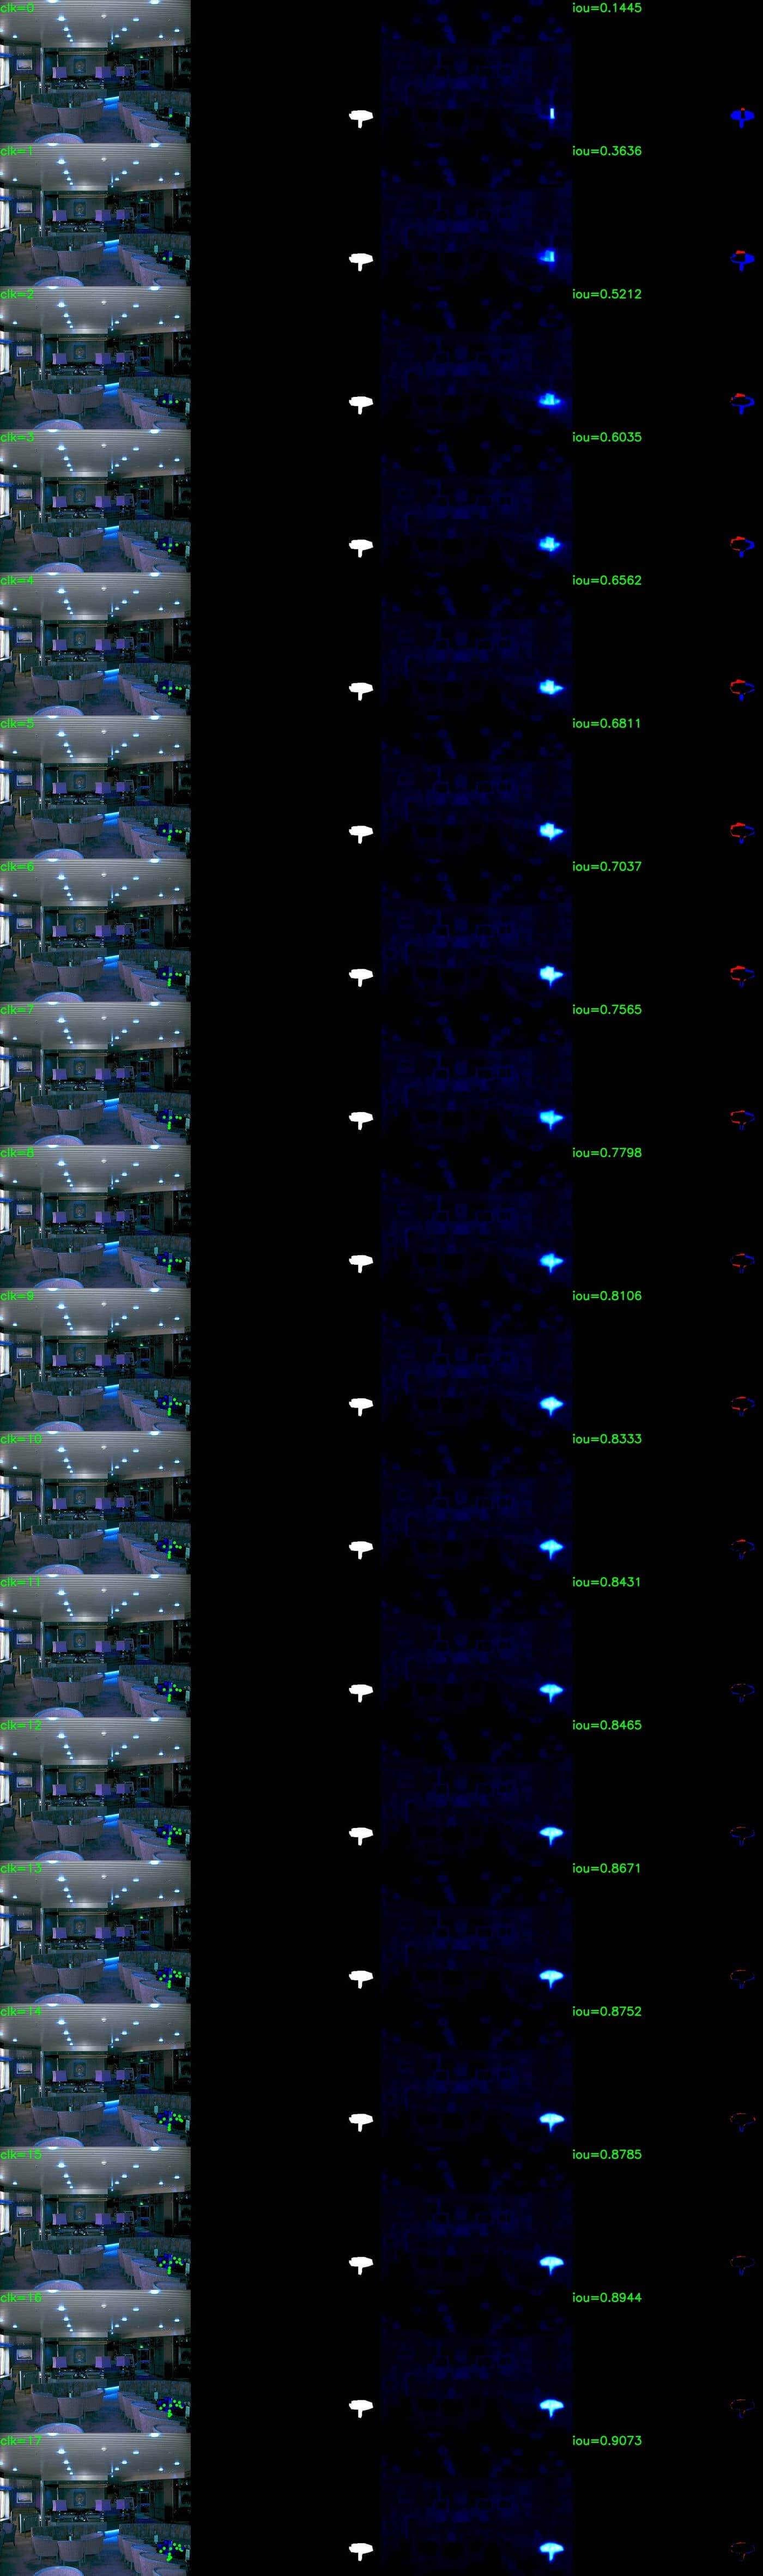 clk=0 iou=0.1445
clk=1 iou=0.3636
clk=2 iou=0.5212
clk=3 iou=0.6035
clk=4 iou=0.6562
clk=5 iou=0.6811
clk=6 iou=0.7037
clk=7 iou=0.7565
clk=8 iou=0.7798
clk=9 iou=0.8106
clk=10 iou=0.8333
clk=11 iou=0.8431
clk=12 iou=0.8465
clk=13 iou=0.8671
clk=14 iou=0.8752
clk=15 iou=0.8785
clk=16 iou=0.8944
clk=17 iou=0.9073